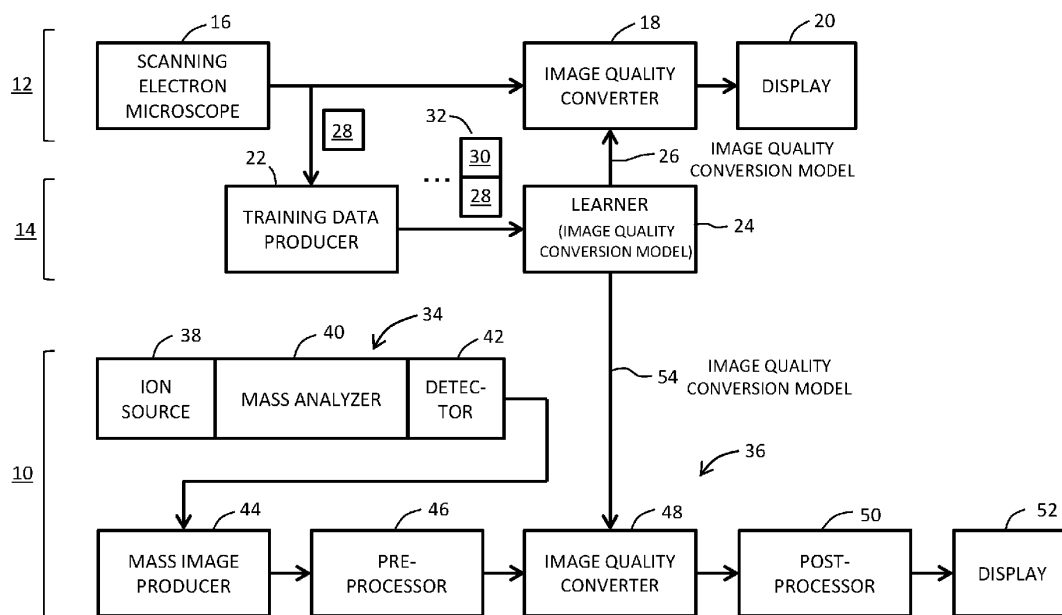 16
18
20
12
SCANNING
ELECTRON
MICROSCOPE
IMAGE QUALITY
CONVERTER
DISPLAY
28
32
30
28
...
26
IMAGE QUALITY
CONVERSION MODEL
22
14
TRAINING DATA
PRODUCER
LEARNER
(IMAGE QUALITY
CONVERSION MODEL)
24
38
40
34
42
ION
SOURCE
MASS ANALYZER
DETEC-
TOR
54
IMAGE QUALITY
CONVERSION MODEL
10
36
44
46
48
50
52
MASS IMAGE
PRODUCER
PRE-
PROCESSOR
IMAGE QUALITY
CONVERTER
POST-
PROCESSOR
DISPLAY